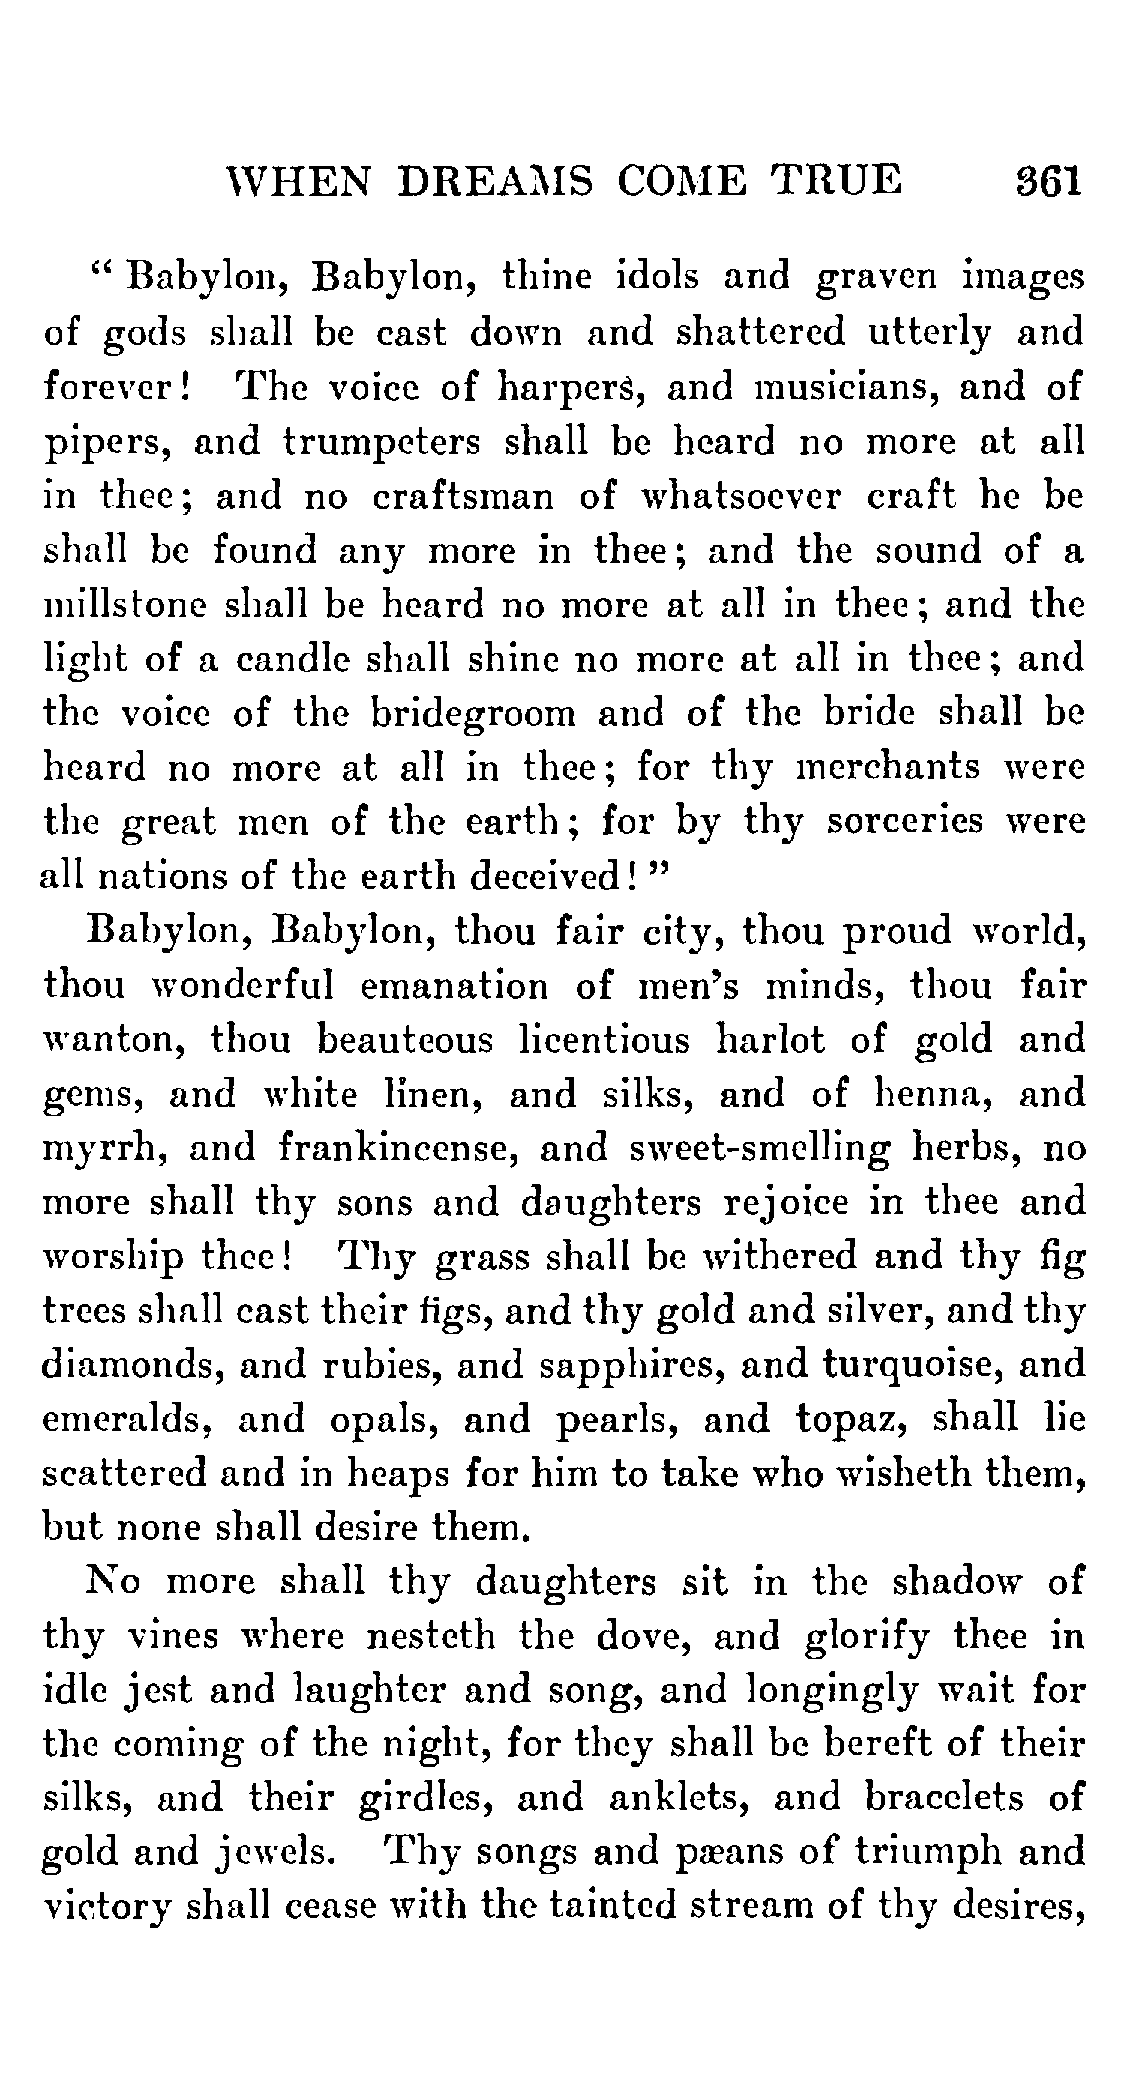 WHEN DREAMS COME TRUE 361
“ Babylon, Babylon, thine idols and graven images
of gods shall be cast down and shattered utterly and
forever! The voice of harpers, and musicians, and of
pipers, and trumpeters shall be heard no more at all
in thee; and no craftsman of whatsoever craft he be
shall be found any more in thee; and the sound of a
millstone shall be heard no more at all in thee; and the
light of a candle shall shine no more at all in thee; and
the voice of the bridegroom and of the bride shall be
heard no more at all in thee; for thy merchants were
the great men of the earth; for by thy sorceries were
all nations of the earth deceived! ”
Babylon, Babylon, thou fair city, thou proud world,
thou wonderful emanation of men’s minds, thou fair
wanton, thou beauteous licentious harlot of gold and
gems, and white linen, and silks, and of henna, and
myrrh, and frankincense, and sweet-smelling herbs, no
more shall thy sons and daughters rejoice in thee and
worship thee! Thy grass shall be withered and thy fig
trees shall cast their figs, and thy gold and silver, and thy
diamonds, and rubies, and sapphires, and turquoise, and
emeralds, and opals, and pearls, and topaz, shall lie
scattered and in heaps for him to take who wisheth them,
but none shall desire them.
No more shall thy daughters sit in the shadow of
thy vines where nesteth the dove, and glorify thee in
idle jest and laughter and song, and longingly wait for
the coming of the night, for they shall be bereft of their
silks, and their girdles, and anklets, and bracelets of
gold and jewels. Thy songs and pæans of triumph and
victory shall cease with the tainted stream of thy desires,